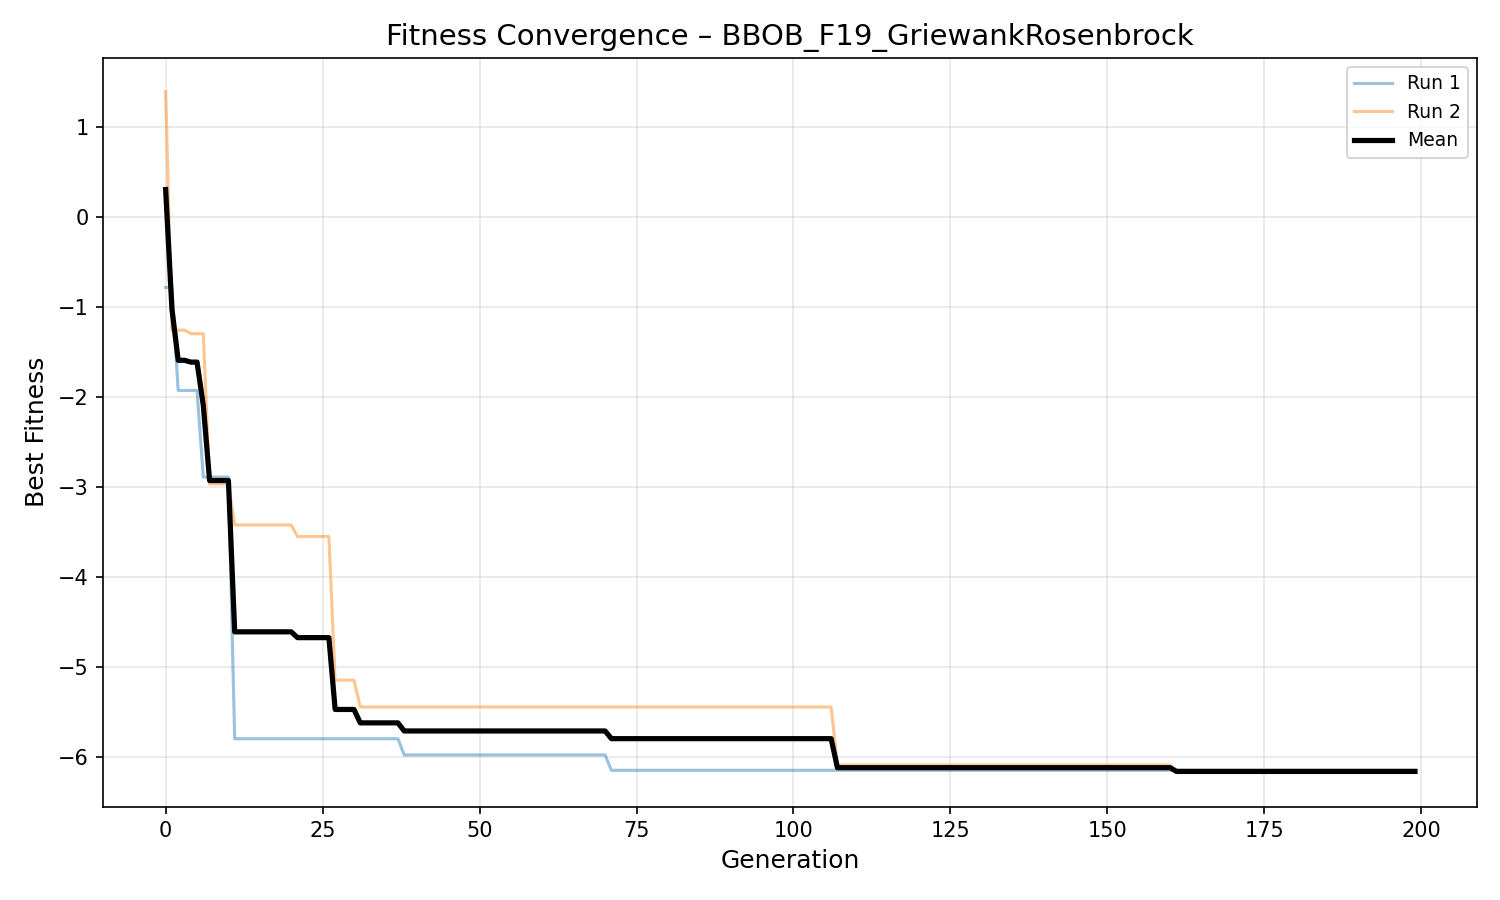 Fitness Convergence – BBOB_F19_GriewankRosenbrock
Run 1
Run 2
Mean
Best Fitness
1
0
−1
−2
−3
−4
−5
−6
0 25 50 75 100 125 150 175 200
Generation